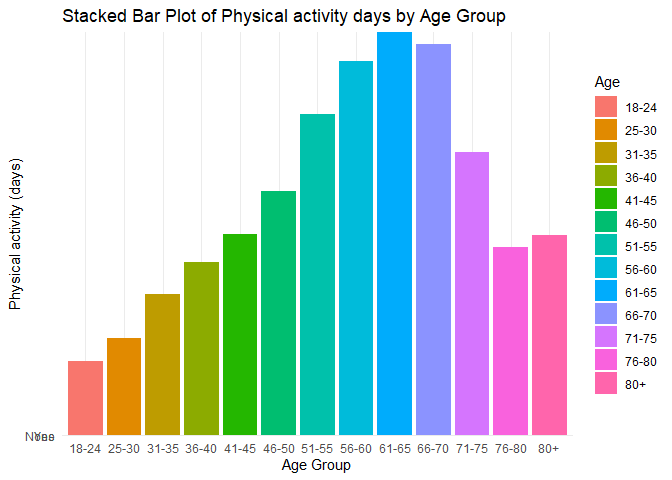 Stacked Bar Plot of Physical activity days by Age Group
Physical activity (days)
18-24 25-30 31-35 36-40 41-45 46-50 51-55 56-60 61-65 66-70 71-75 76-80 80+
Age Group
Age
18-24
25-30
31-35
36-40
41-45
46-50
51-55
56-60
61-65
66-70
71-75
76-80
80+